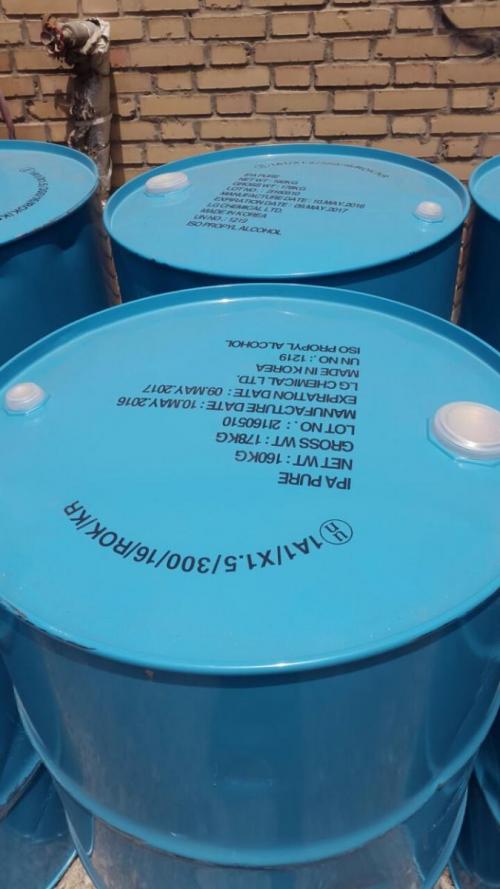 IPA PURE
NET WT : 160KG
GROSS WT : 178KG
LOT NO. : 2160510
MANUFACTURE DATE : 10.MAY.2016
EXPIRATION DATE : 09.MAY.2017
LG CHEMICAL LTD.
MADE IN KOREA
UN NO. : 1219
ISO PROPYL ALCOHOL
IPA PURE
NET WT : 160KG
GROSS WT : 178KG
LOT NO. : 2160510
MANUFACTURE DATE : 10.MAY.2016
EXPIRATION DATE : 09.MAY.2017
LG CHEMICAL LTD.
MADE IN KOREA
UN NO. : 1219
ISO PROPYL ALCOHOL
un 1A1/X1.5/300/16/ROK/KR